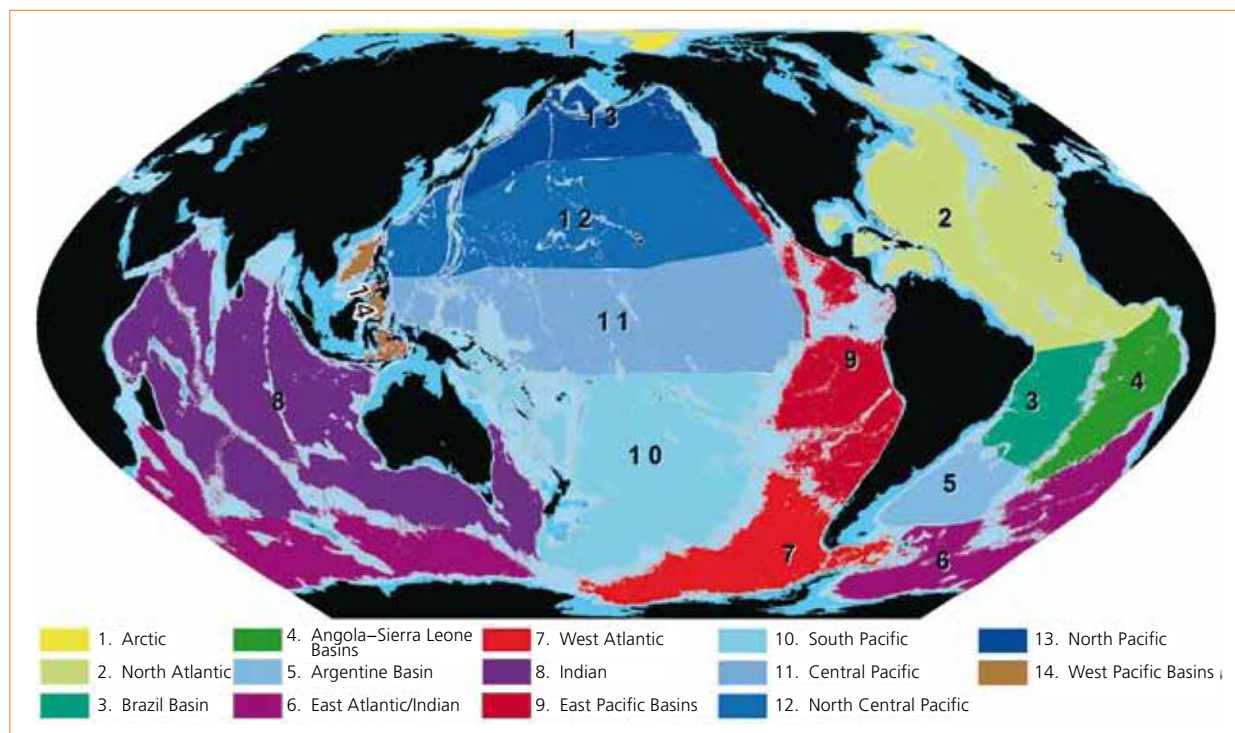 1
13
12
2
14
11
9
8
3
4
10
5
7
6
1. Arctic
2. North Atlantic
3. Brazil Basin
4. Angola–Sierra Leone
Basins
5. Argentine Basin
6. East Atlantic/Indian
7. West Atlantic
8. Indian
9. East Pacific Basins
10. South Pacific
11. Central Pacific
12. North Central Pacific
13. North Pacific
14. West Pacific Basins